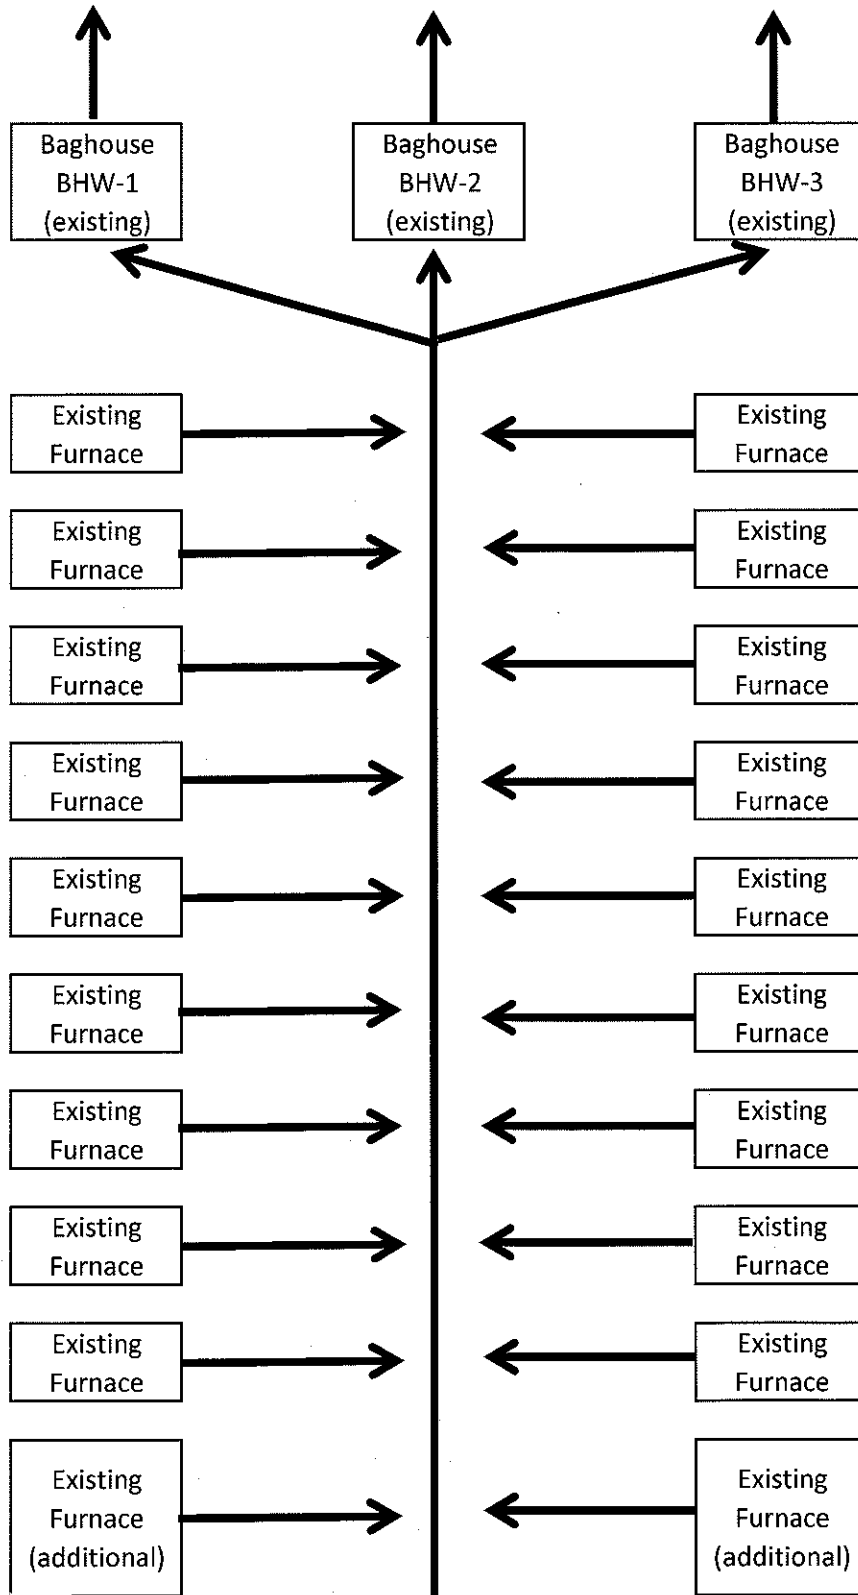 Baghouse
BHW-1
(existing)
Baghouse
BHW-2
(existing)
Baghouse
BHW-3
(existing)
Existing
Furnace
Existing
Furnace
Existing
Furnace
Existing
Furnace
Existing
Furnace
Existing
Furnace
Existing
Furnace
Existing
Furnace
Existing
Furnace
Existing
Furnace
Existing
Furnace
Existing
Furnace
Existing
Furnace
Existing
Furnace
Existing
Furnace
Existing
Furnace
Existing
Furnace
Existing
Furnace
Existing
Furnace
(additional)
Existing
Furnace
(additional)